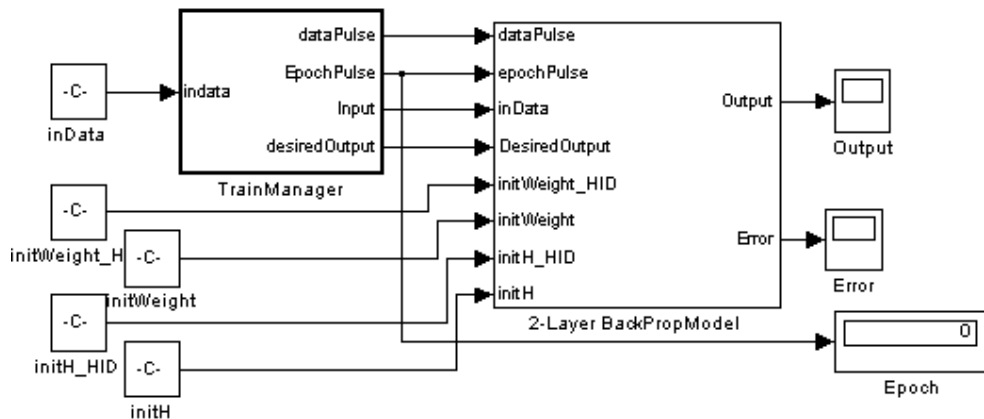 -C-
inData
indata
dataPulse
EpochPulse
Input
desiredOutput
TrainManager
dataPulse
epochPulse
inData
DesiredOutput
initWeight_HID
initWeight
initH_HID
initH
Output
Error
2-Layer BackPropModel
Output
Error
0
Epoch
-C-
initWeight_H
-C-
initWeight
-C-
initH_HID
-C-
initH